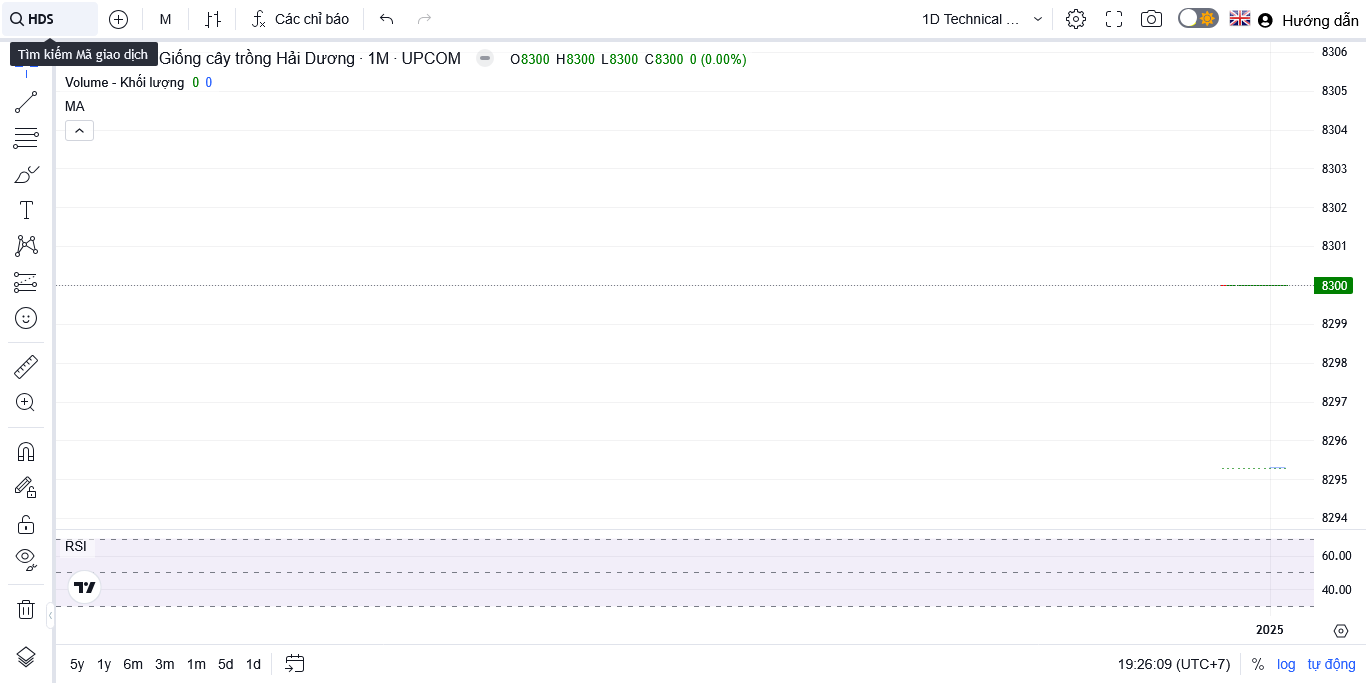 HDS
M
Các chỉ báo
1D Technical ...
Hướng dẫn
Tìm kiếm Mã giao dịch
Giống cây trồng Hải Dương · 1M · UPCOM
O8300 H8300 L8300 C8300 0 (0.00%)
Volume - Khối lượng 0 0
MA
8306
8305
8304
8303
8302
8301
8300
8299
8298
8297
8296
8295
8294
RSI
60.00
40.00
2025
5y 1y 6m 3m 1m 5d 1d
19:26:09 (UTC+7)
% log tự động